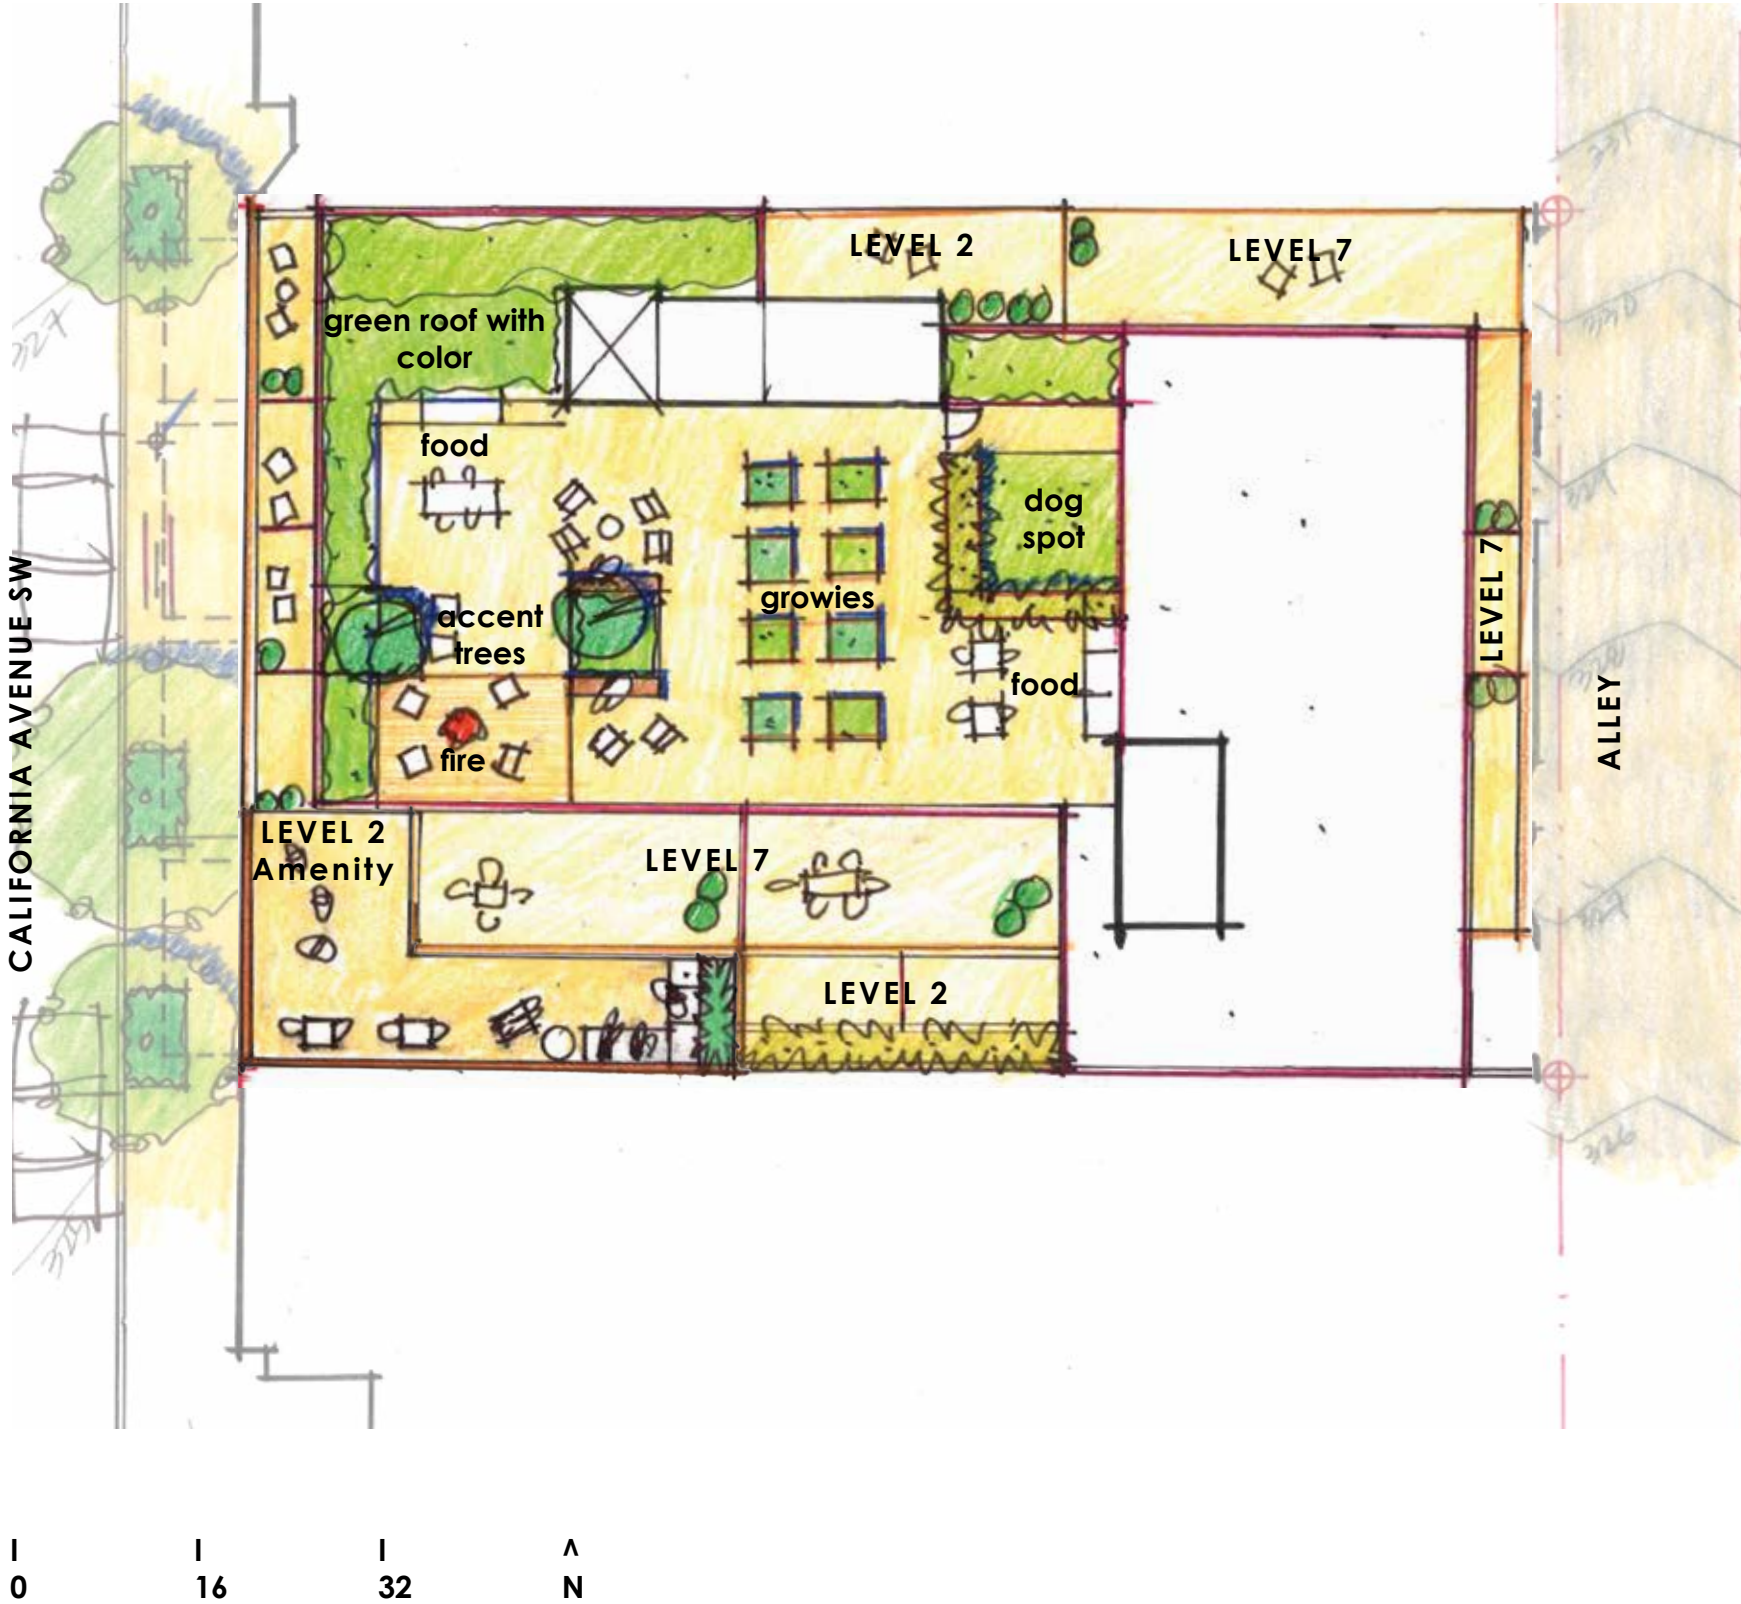 LEVEL 2
LEVEL 7
green roof with
color
food
dog
spot
growies
accent
trees
food
fire
LEVEL 7
CALIFORNIA AVENUE SW
ALLEY
LEVEL 2
Amenity
LEVEL 7
LEVEL 2
0
16
32
^
N